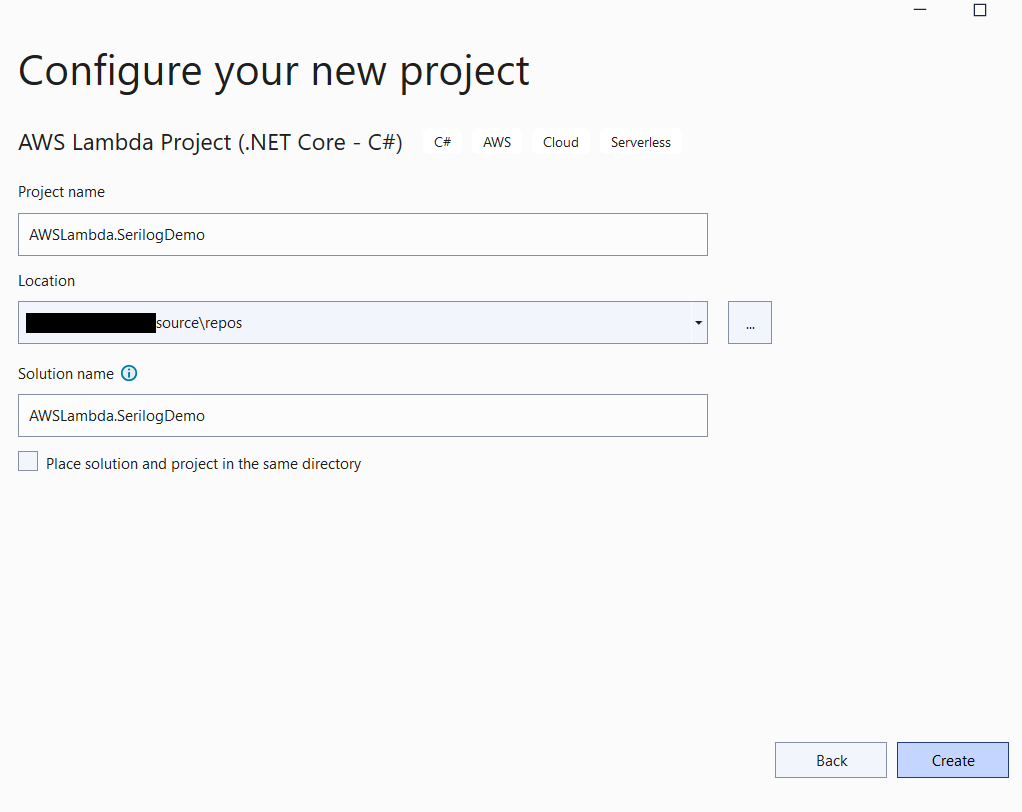 Configure your new project
AWS Lambda Project (.NET Core - C#) C# AWS Cloud Serverless
Project name
AWSLambda.SerilogDemo
Location
source\repos ...
Solution name
AWSLambda.SerilogDemo
Place solution and project in the same directory
Back Create